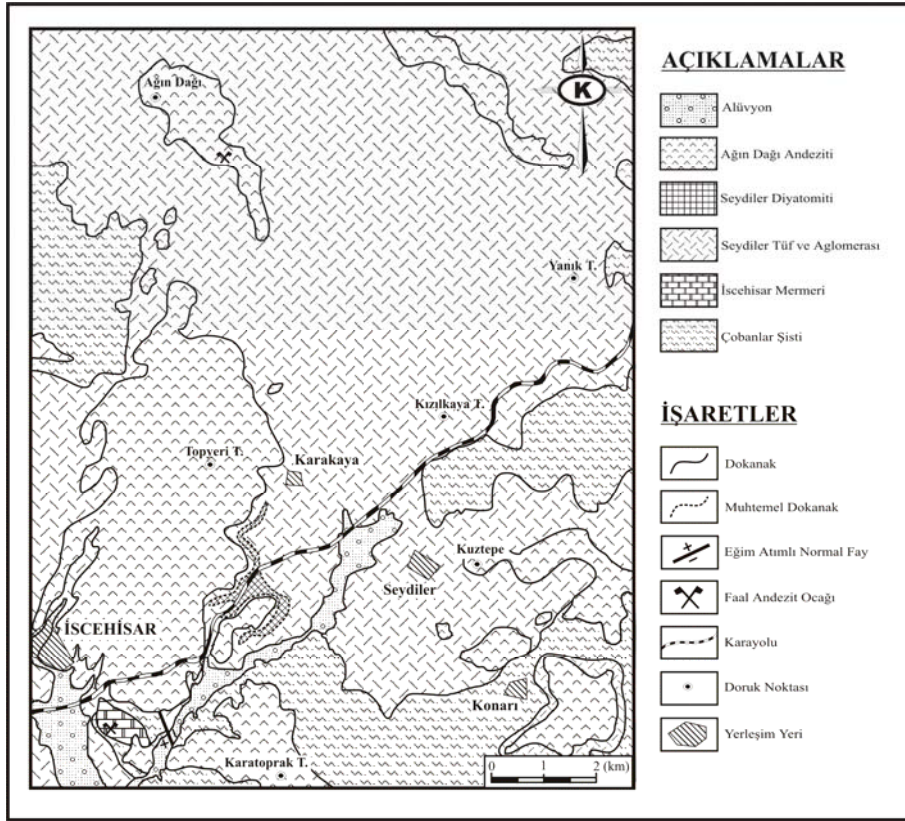 Ağın Dağı
K
Yanık T.
Kızılkaya T.
Topyeri T.
Karakaya
Kuztepe
Seydiler
İSCEHİSAR
Konarı
Karatoprak T.
0 1 2 (km)
AÇIKLAMALAR
Alüvyon
Ağın Dağı Andeziti
Seydiler Diyatomiti
Seydiler Tüf ve Aglomerası
İscehisar Mermeri
Çobanlar Şisti
İŞARETLER
Dokanak
Muhtemel Dokanak
Eğim Atımlı Normal Fay
Faal Andezit Ocağı
Karayolu
Doruk Noktası
Yerleşim Yeri